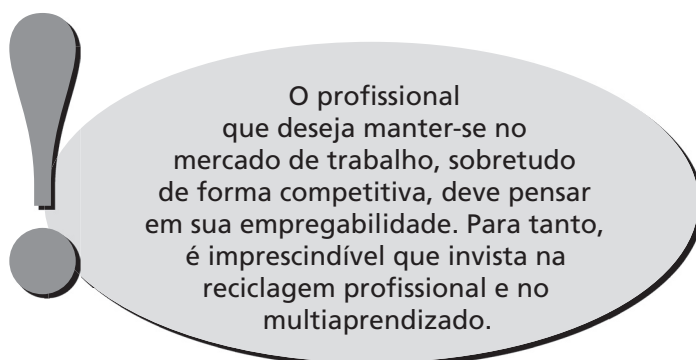 O profissional
que deseja manter-se no
mercado de trabalho, sobretudo
de forma competitiva, deve pensar
em sua empregabilidade. Para tanto,
é imprescindível que invista na
reciclagem profissional e no
multiaprendizado.